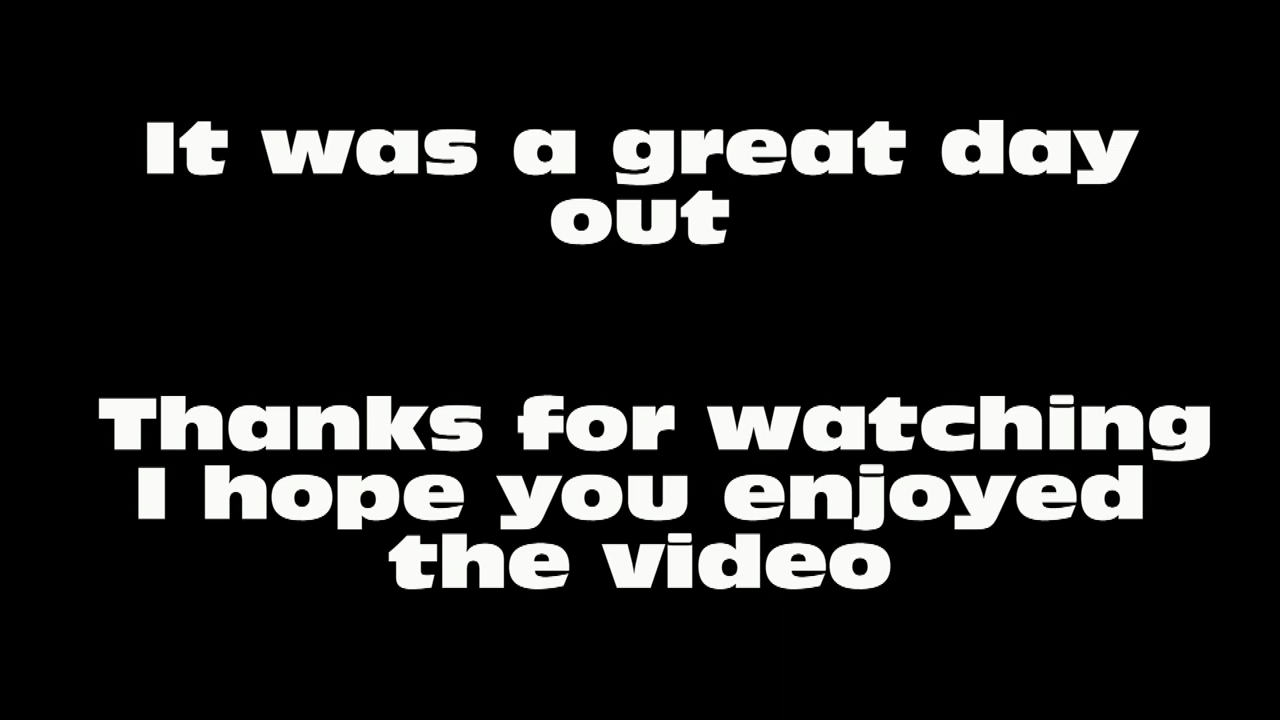 It was a great day
out
Thanks for watching
I hope you enjoyed
the video